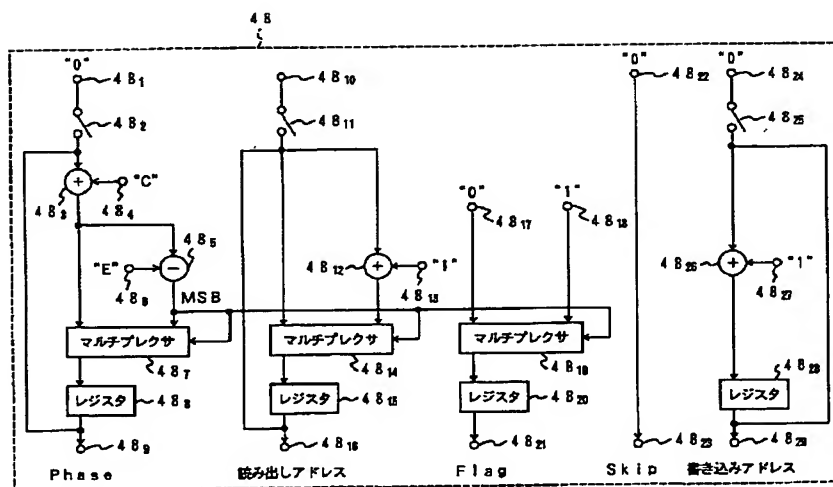 48
"0"
48₁
48₂
48₃
"C"
48₄
48₅
"E"
48₆
MSB
マルチプレクサ
48₇
レジスタ
48₈
48₉
Phase
48₁₀
48₁₁
48₁₂
"1"
48₁₃
マルチプレクサ
48₁₄
レジスタ
48₁₅
48₁₆
読み出しアドレス
"0"
48₁₇
"1"
48₁₈
マルチプレクサ
48₁₉
レジスタ
48₂₀
48₂₁
Flag
"0"
48₂₂
48₂₃
Skip
"0"
48₂₄
48₂₅
48₂₆
"1"
48₂₇
レジスタ
48₂₈
48₂₉
書き込みアドレス